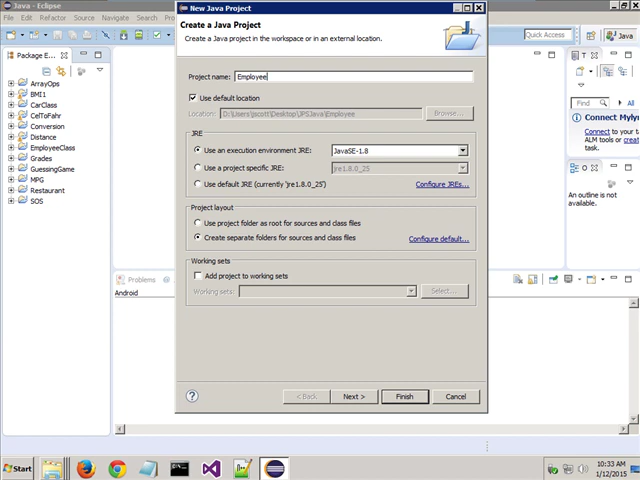 Java - Eclipse
File Edit Refactor Source Navigate Search
Quick Access
Java
Package E...
ArrayOps
BMI1
CarClass
CelToFahr
Conversion
Distance
EmployeeClass
Grades
GuessingGame
MPG
Restaurant
SOS
New Java Project
Create a Java Project
Create a Java project in the workspace or in an external location.
Project name: Employee
Use default location
Location: D:\Users\jscott\Desktop\JPSJava\Employee Browse...
JRE
Use an execution environment JRE: JavaSE-1.8
Use a project specific JRE: jre1.8.0_25
Use default JRE (currently 'jre1.8.0_25') Configure JREs...
Project layout
Use project folder as root for sources and class files
Create separate folders for sources and class files Configure default...
Working sets
Add project to working sets
Working sets: Select...
< Back Next > Finish Cancel
T
Find All
Connect Mylyn
Connect to your
ALM tools or
O
An outline is not
available.
Problems
Android
Start
10:33 AM
1/12/2015